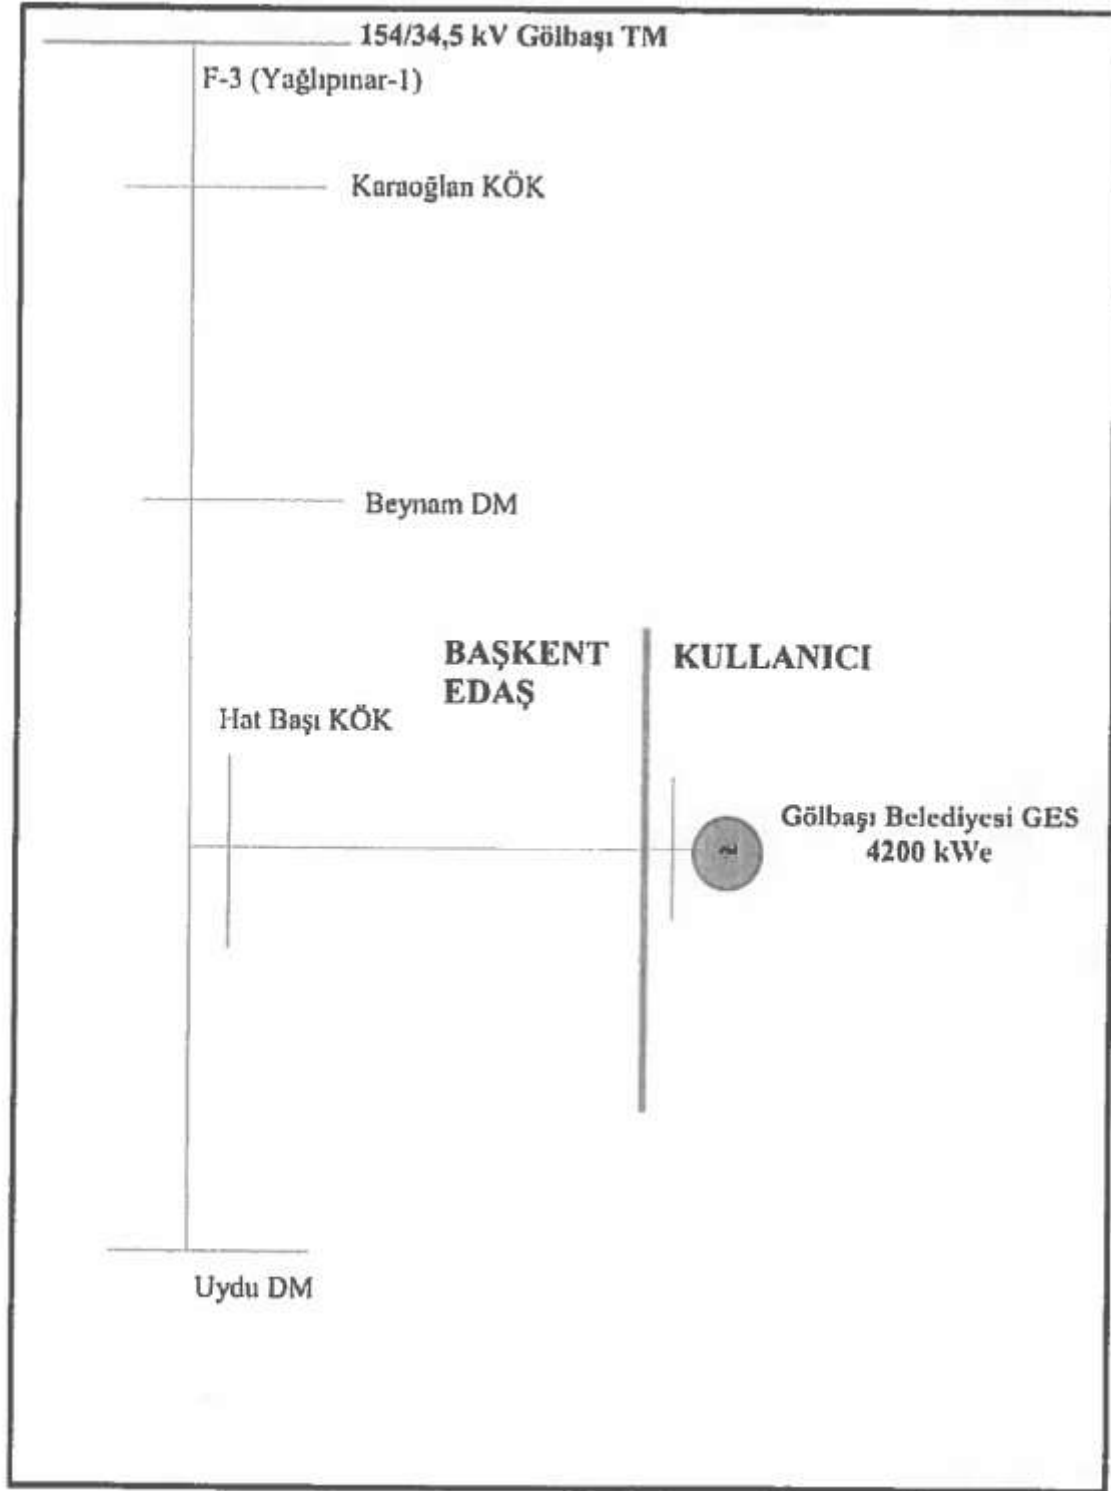 154/34,5 kV Gölbaşı TM
F-3 (Yağlıpınar-1)
Karaoğlan KÖK
Beynam DM
BAŞKENT
EDAŞ
KULLANICI
Hat Başı KÖK
Gölbaşı Belediyesi GES
4200 kWe
~
Uydu DM